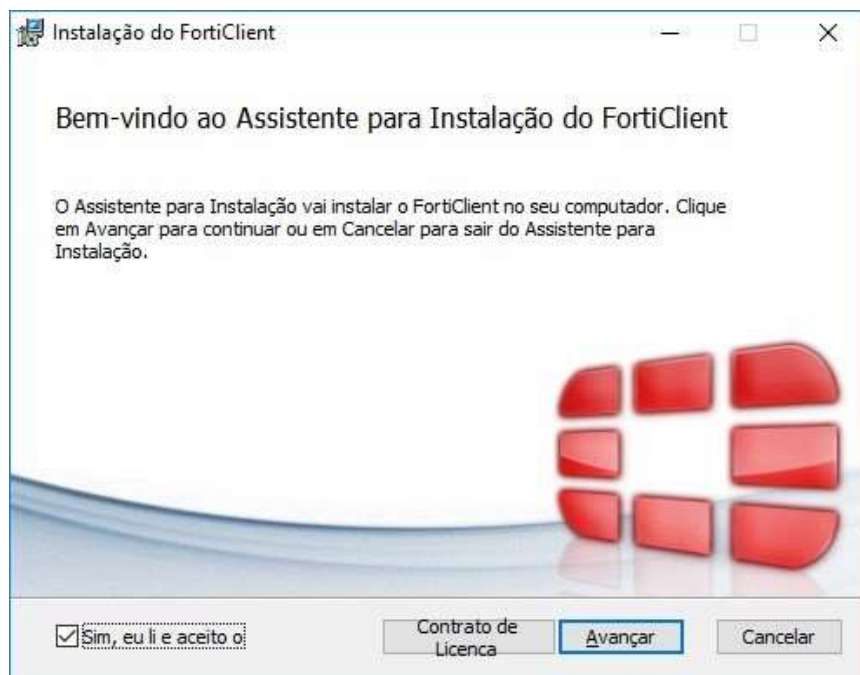 Instalação do FortiClient
Bem-vindo ao Assistente para Instalação do FortiClient
O Assistente para Instalação vai instalar o FortiClient no seu computador. Clique
em Avançar para continuar ou em Cancelar para sair do Assistente para
Instalação.
Sim, eu li e aceito o
Contrato de
Licenca
Avançar
Cancelar